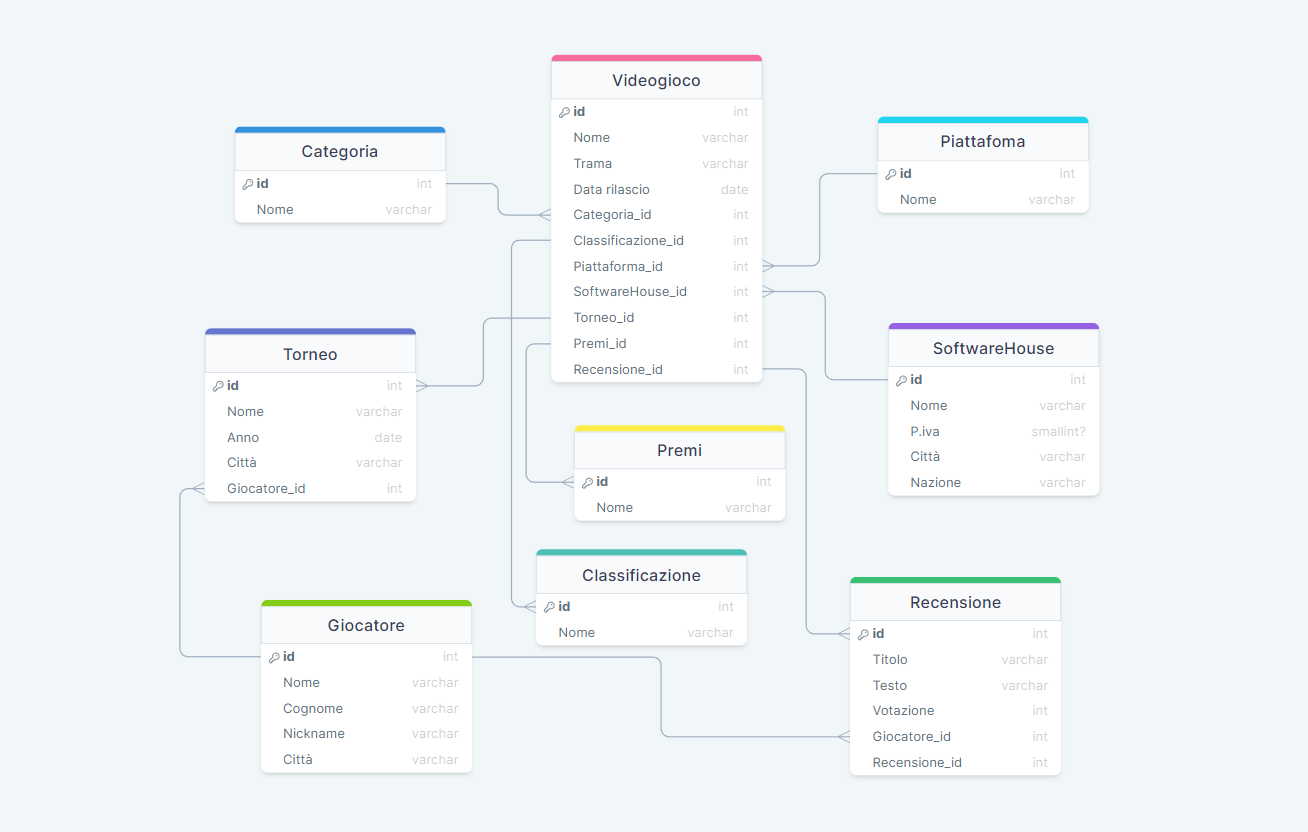 Videogioco
id int
Nome varchar
Trama varchar
Data rilascio date
Categoria_id int
Classificazione_id int
Piattaforma_id int
SoftwareHouse_id int
Torneo_id int
Premi_id int
Recensione_id int
Categoria
id int
Nome varchar
Piattafoma
id int
Nome varchar
Torneo
id int
Nome varchar
Anno date
Città varchar
Giocatore_id int
SoftwareHouse
id int
Nome varchar
P.iva smallint?
Città varchar
Nazione varchar
Premi
id int
Nome varchar
Classificazione
id int
Nome varchar
Giocatore
id int
Nome varchar
Cognome varchar
Nickname varchar
Città varchar
Recensione
id int
Titolo varchar
Testo varchar
Votazione int
Giocatore_id int
Recensione_id int